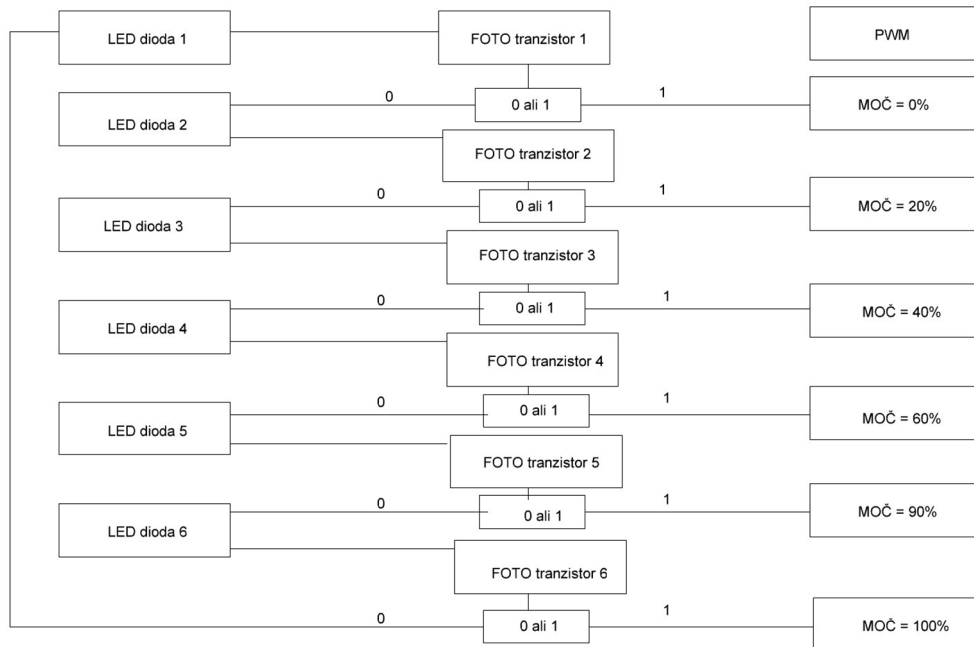 LED dioda 1
FOTO tranzistor 1
PWM
0
0 ali 1
1
MOČ = 0%
LED dioda 2
FOTO tranzistor 2
0
0 ali 1
1
MOČ = 20%
LED dioda 3
FOTO tranzistor 3
0
0 ali 1
1
MOČ = 40%
LED dioda 4
FOTO tranzistor 4
0
0 ali 1
1
MOČ = 60%
LED dioda 5
FOTO tranzistor 5
0
0 ali 1
1
MOČ = 90%
LED dioda 6
FOTO tranzistor 6
0
0 ali 1
1
MOČ = 100%